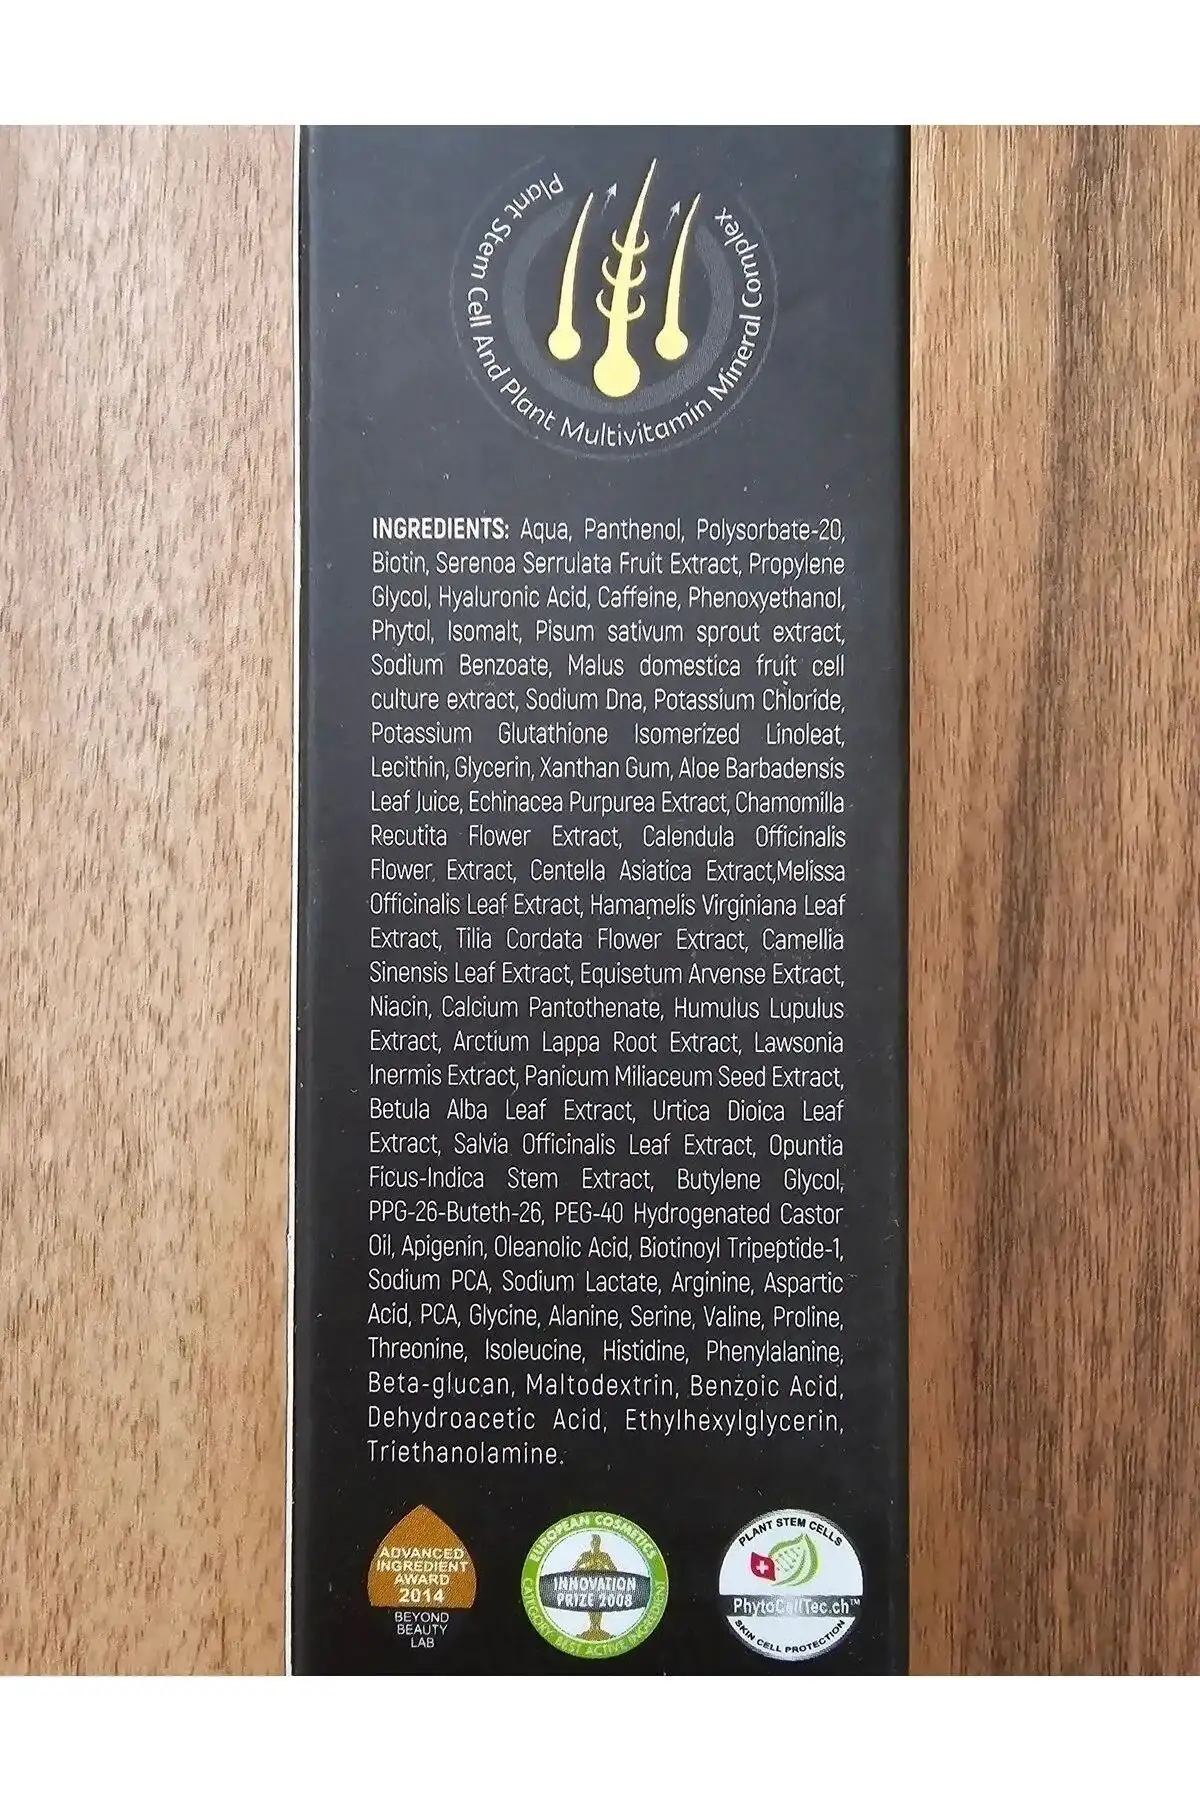 Plant Stem Cell And Plant Multivitamin Mineral Complex
INGREDIENTS: Aqua, Panthenol, Polysorbate-20,
Biotin, Serenoa Serrulata Fruit Extract, Propylene
Glycol, Hyaluronic Acid, Caffeine, Phenoxyethanol,
Phytol, Isomalt, Pisum sativum sprout extract,
Sodium Benzoate, Malus domestica fruit cell
culture extract, Sodium Dna, Potassium Chloride,
Potassium Glutathione Isomerized Linoleat,
Lecithin, Glycerin, Xanthan Gum, Aloe Barbadensis
Leaf Juice, Echinacea Purpurea Extract, Chamomilla
Recutita Flower Extract, Calendula Officinalis
Flower Extract, Centella Asiatica Extract,Melissa
Officinalis Leaf Extract, Hamamelis Virginiana Leaf
Extract, Tilia Cordata Flower Extract, Camellia
Sinensis Leaf Extract, Equisetum Arvense Extract,
Niacin, Calcium Pantothenate, Humulus Lupulus
Extract, Arctium Lappa Root Extract, Lawsonia
Inermis Extract, Panicum Miliaceum Seed Extract,
Betula Alba Leaf Extract, Urtica Dioica Leaf
Extract, Salvia Officinalis Leaf Extract, Opuntia
Ficus-Indica Stem Extract, Butylene Glycol,
PPG-26-Buteth-26, PEG-40 Hydrogenated Castor
Oil, Apigenin, Oleanolic Acid, Biotinoyl Tripeptide-1,
Sodium PCA, Sodium Lactate, Arginine, Aspartic
Acid, PCA, Glycine, Alanine, Serine, Valine, Proline,
Threonine, Isoleucine, Histidine, Phenylalanine,
Beta-glucan, Maltodextrin, Benzoic Acid,
Dehydroacetic Acid, Ethylhexylglycerin,
Triethanolamine.
ADVANCED
INGREDIENT
AWARD
2014
BEYOND
BEAUTY
LAB
EUROPEAN COSMETICS
INNOVATION
PRIZE 2008
CATEGORY: BEST ACTIVE INGREDIENT
PLANT STEM CELLS
PhytoCellTec.ch™
SKIN CELL PROTECTION